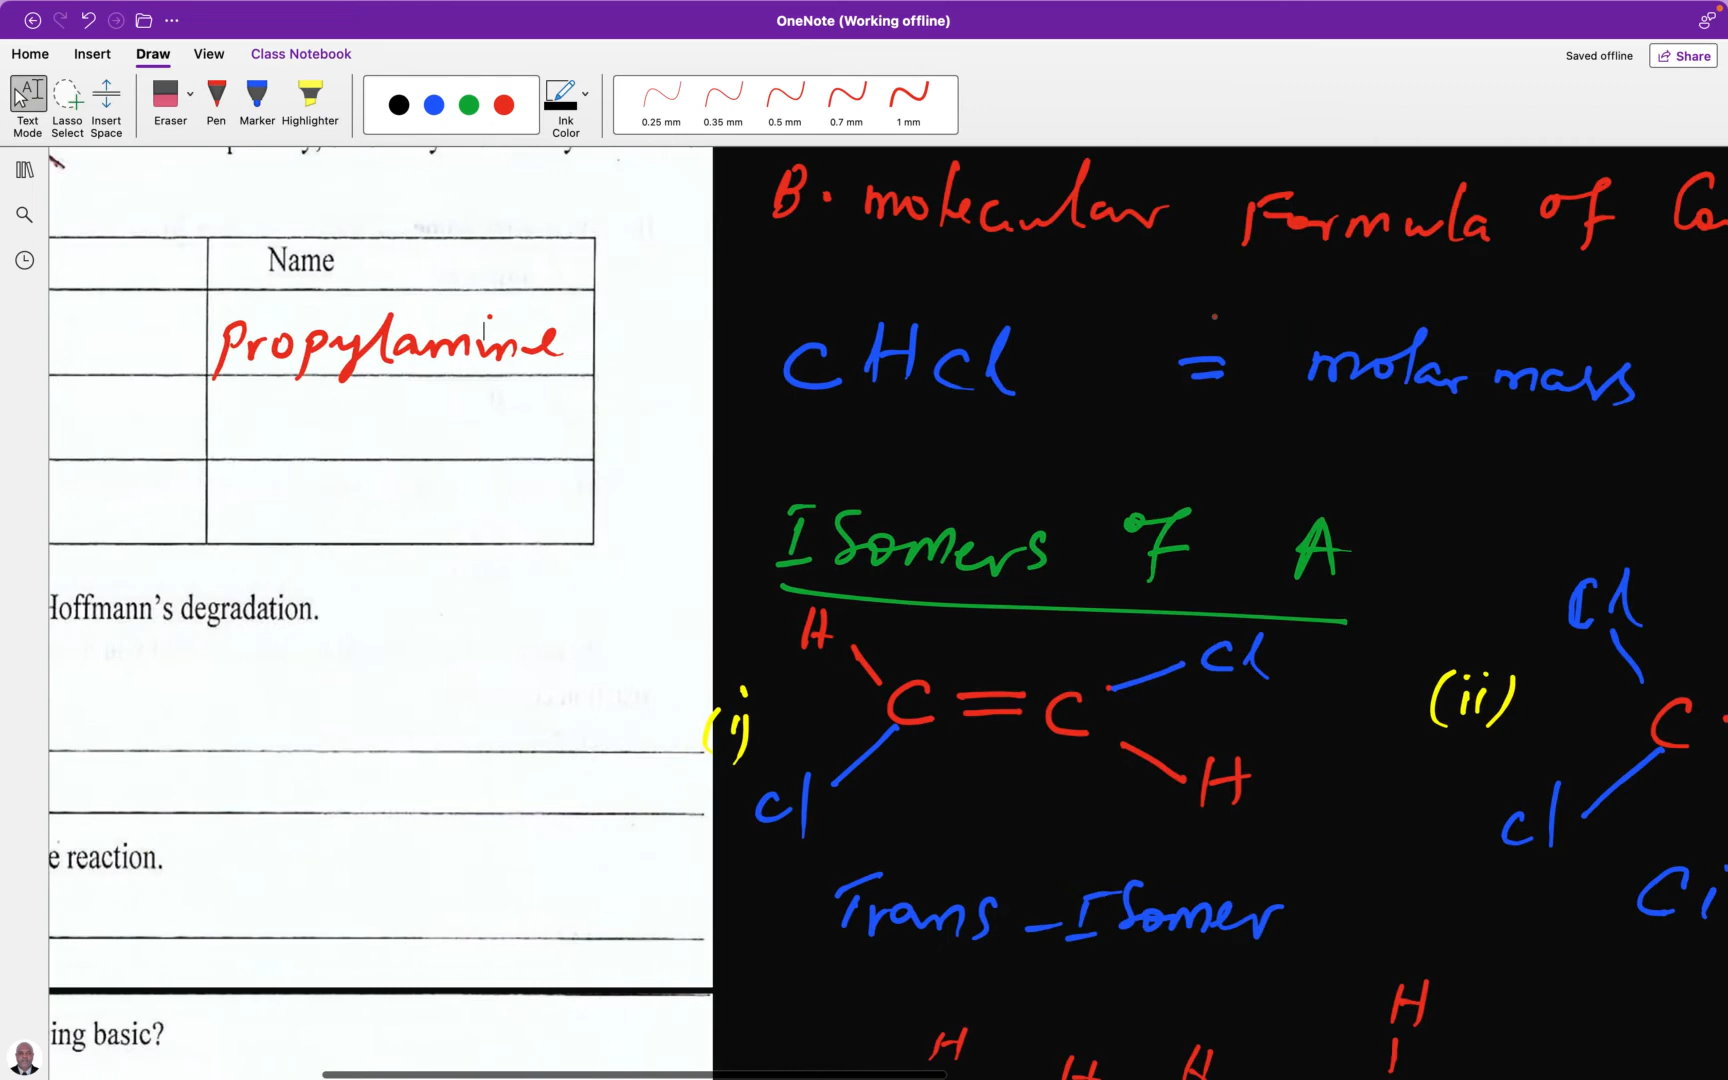 OneNote (Working offline)
Home Insert Draw View Class Notebook
Saved offline Share
Text Mode
Lasso Select
Insert Space
Eraser
Pen
Marker
Highlighter
Ink Color
0.25 mm 0.35 mm 0.5 mm 0.7 mm 1 mm
Name
Propylamine
Hoffmann's degradation.
e reaction.
ing basic?
B. molecular Formula of Co
CHCl = molar mass
Isomers of A
H
Cl
(i) C = C
Cl
H
Trans - Isomer
Cl
(ii)
C
Cl
Ci
H
H
H
H